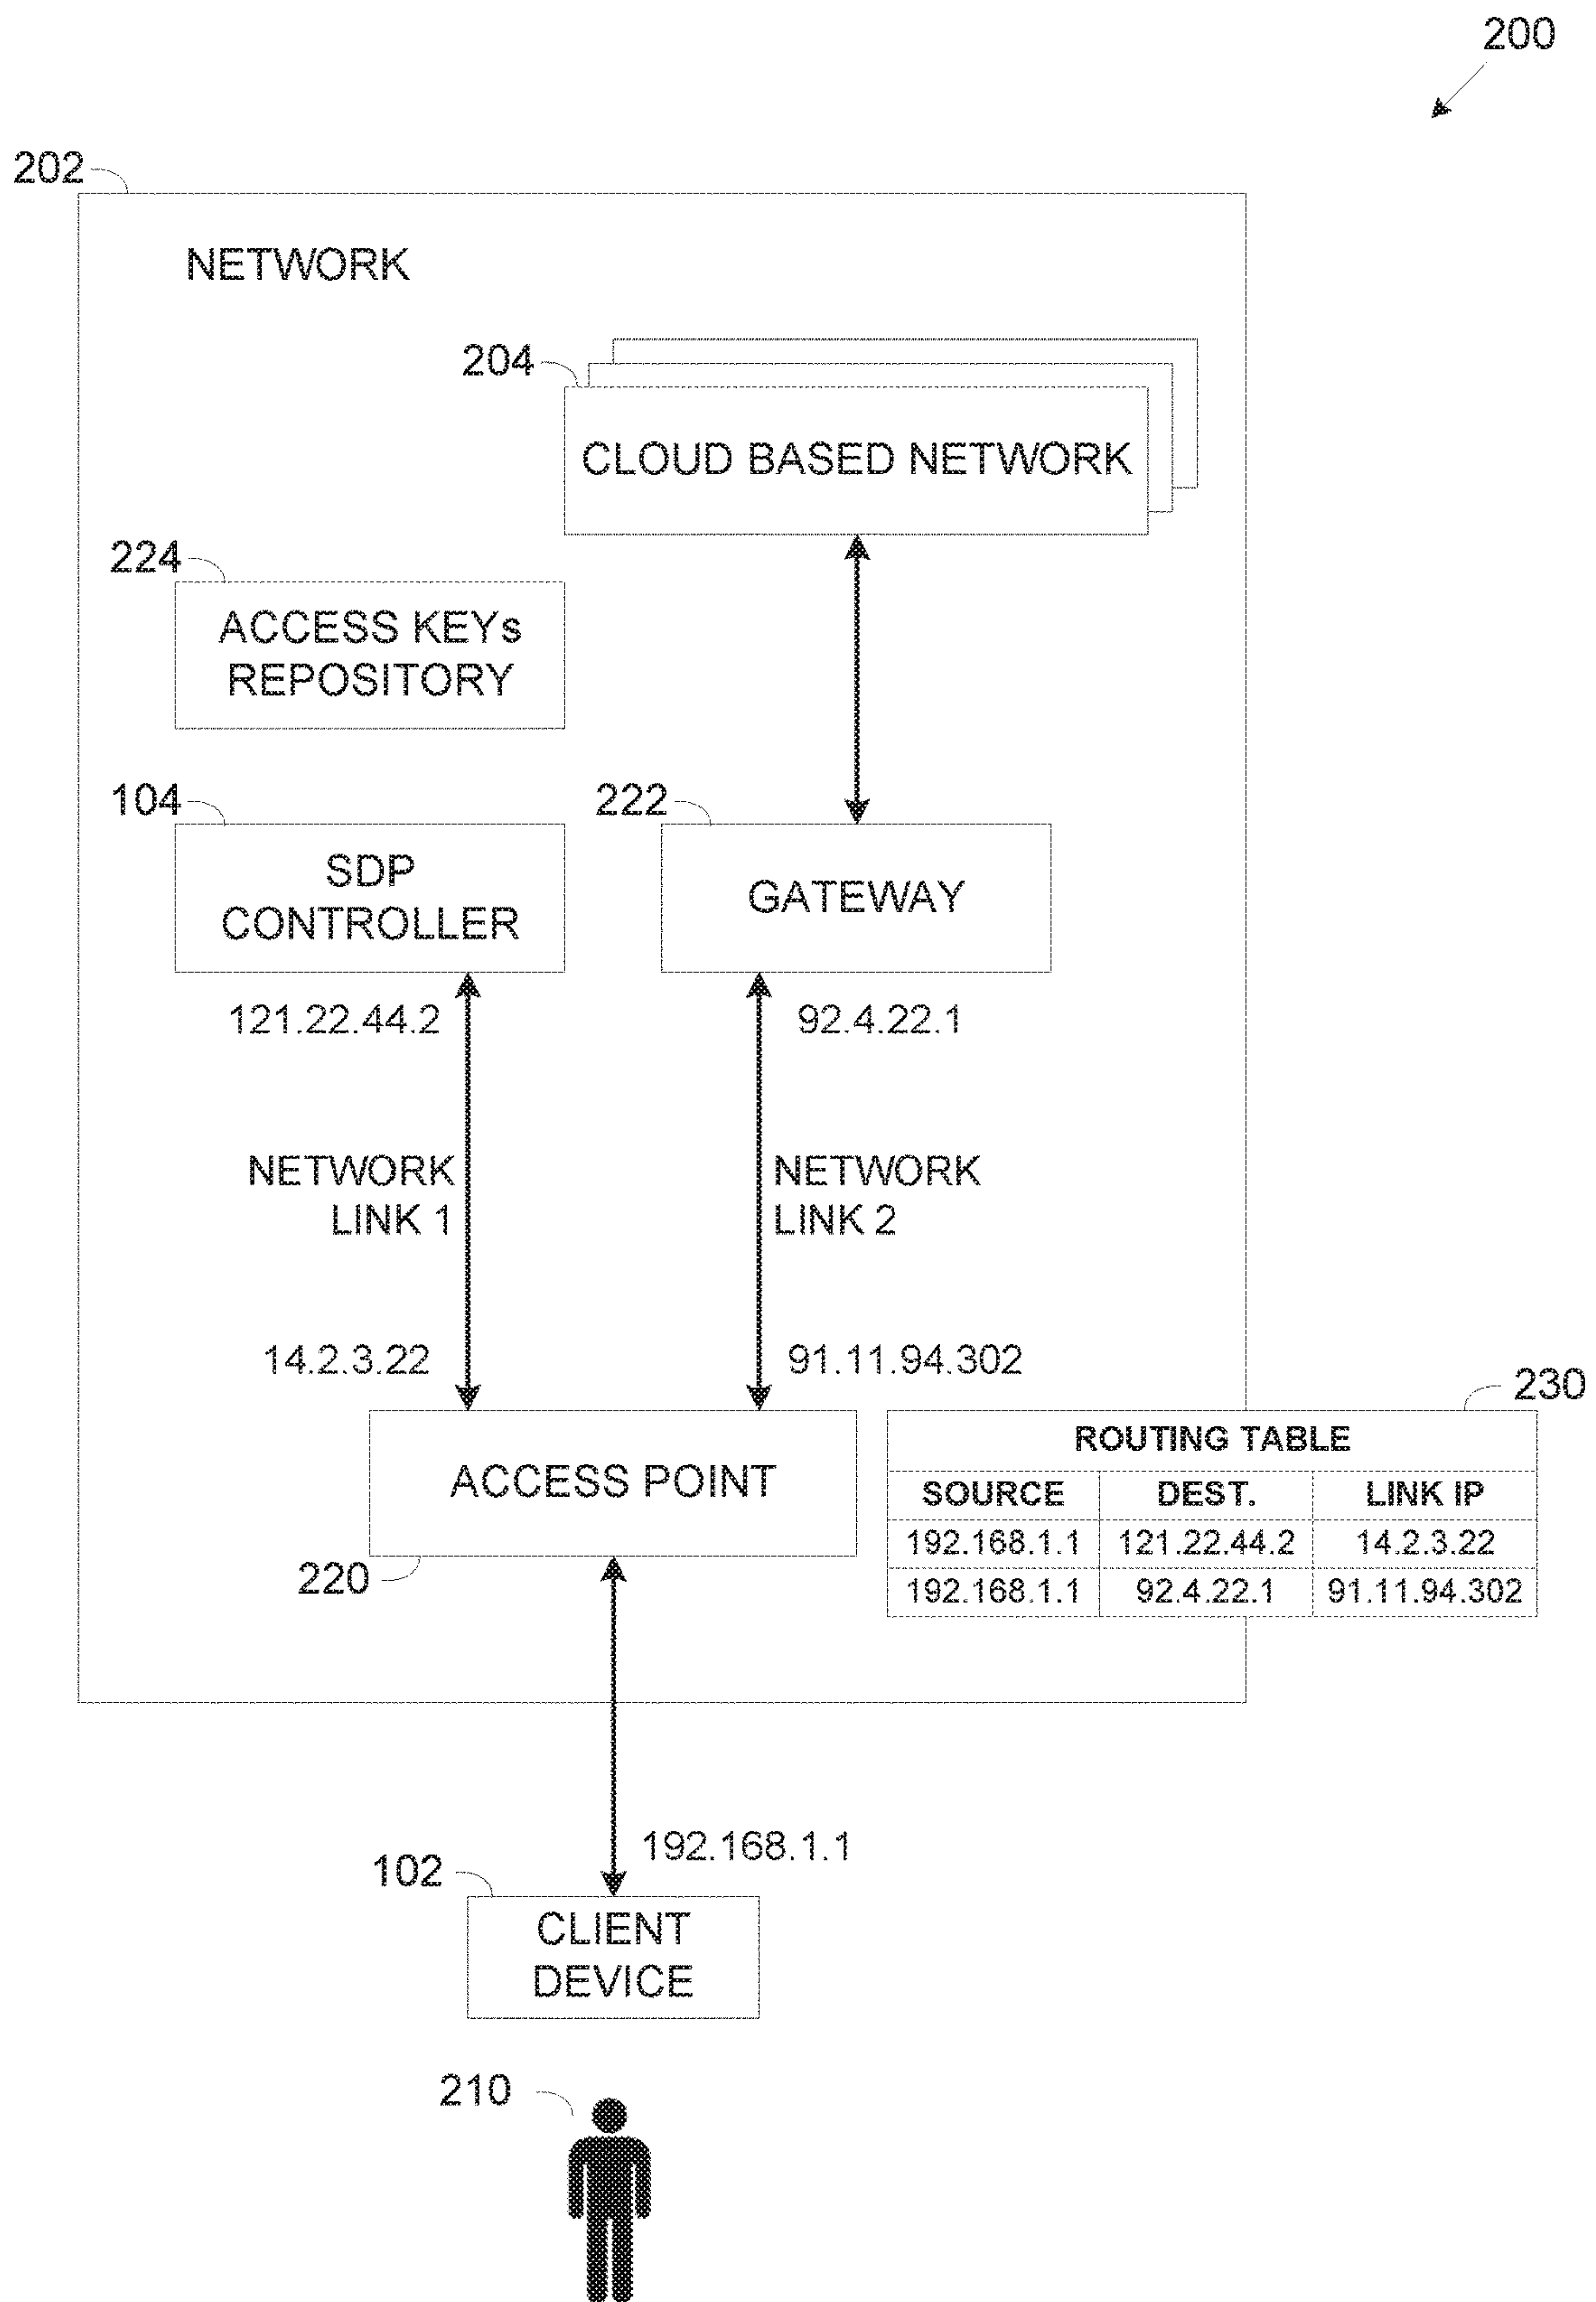 200
202
NETWORK
204
CLOUD BASED NETWORK
224
ACCESS KEYs
REPOSITORY
104
SDP
CONTROLLER
222
GATEWAY
121.22.44.2
92.4.22.1
NETWORK
LINK 1
NETWORK
LINK 2
14.2.3.22
91.11.94.302
230
ROUTING TABLE
SOURCE DEST. LINK IP
192.168.1.1 121.22.44.2 14.2.3.22
192.168.1.1 92.4.22.1 91.11.94.302
ACCESS POINT
220
192.168.1.1
102
CLIENT
DEVICE
210